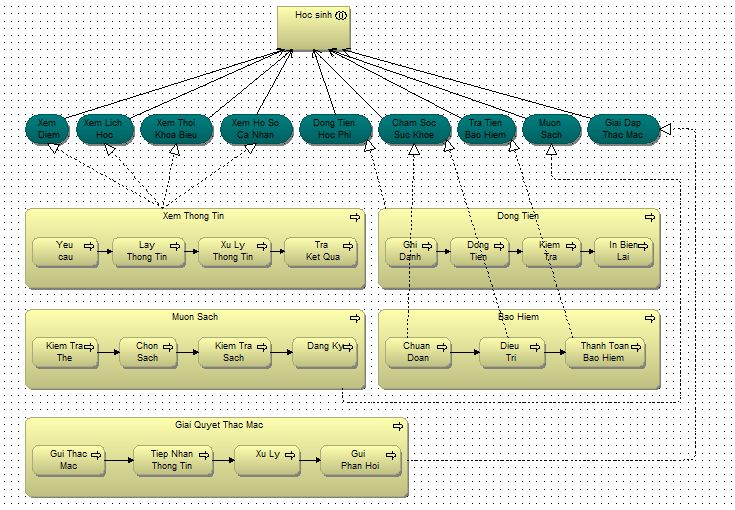 Hoc sinh
Xem
Diem
Xem Lich
Hoc
Xem Thoi
Khoa Bieu
Xem Ho So
Ca Nhan
Dong Tien
Hoc Phi
Cham Soc
Suc Khoe
Tra Tien
Bao Hiem
Muon
Sach
Giai Dap
Thac Mac
Xem Thong Tin
Yeu
cau
Lay
Thong Tin
Xu Ly
Thong Tin
Tra
Ket Qua
Dong Tien
Ghi
Danh
Dong
Tien
Kiem
Tra
In Bien
Lai
Muon Sach
Kiem Tra
The
Chon
Sach
Kiem Tra
Sach
Dang Ky
Bao Hiem
Chuan
Doan
Dieu
Tri
Thanh Toan
Bao Hiem
Giai Quyet Thac Mac
Gui Thac
Mac
Tiep Nhan
Thong Tin
Xu Ly
Gui
Phan Hoi